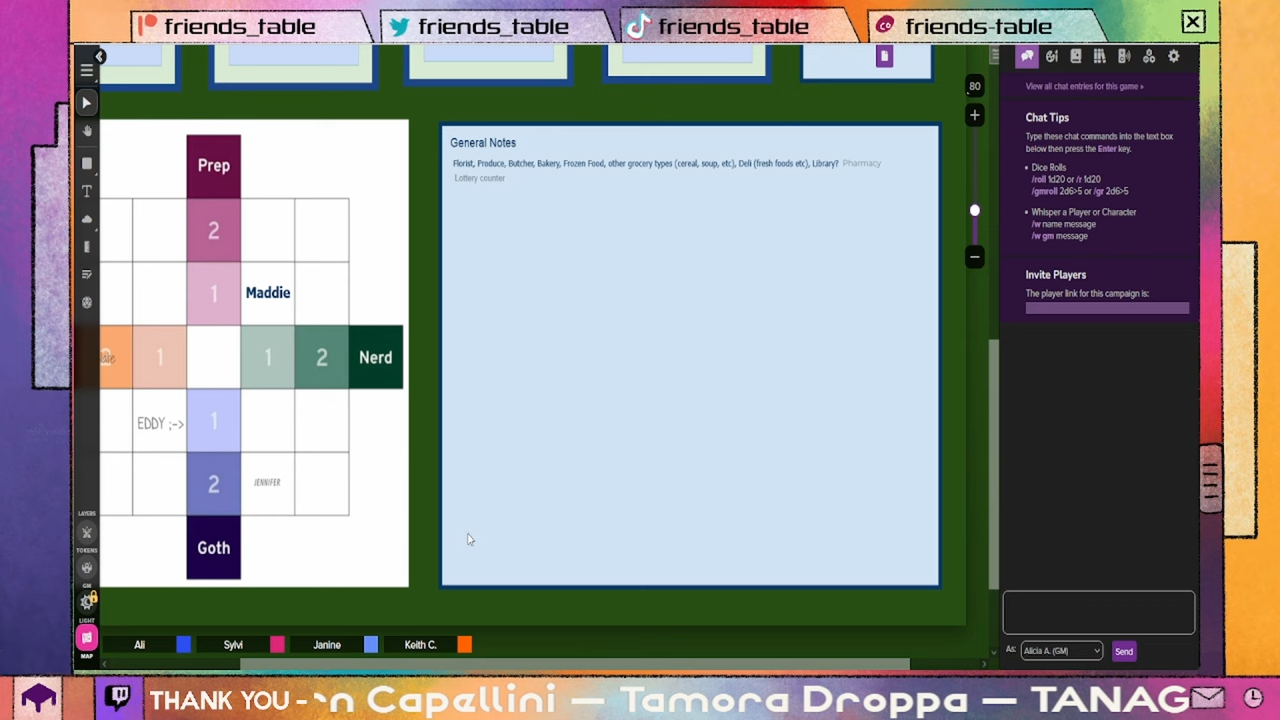 friends_table
friends_table
friends_table
friends-table
View all chat entries for this game »
Chat Tips
Type these chat commands into the text box
below then press the Enter key.
Dice Rolls
/roll 1d20 or /r 1d20
/gmroll 2d6>5 or /gr 2d6>5
Whisper a Player or Character
/w name message
/w gm message
Invite Players
The player link for this campaign is:
80
General Notes
Florist, Produce, Butcher, Bakery, Frozen Food, other grocery types (cereal, soup, etc), Deli (fresh foods etc), Library? Pharmacy
Lottery counter
Prep
2
1
Maddie
1
1
2
Nerd
EDDY ;->
1
2
JENNIFER
Goth
LAYERS
TOKENS
GM
LIGHT
MAP
Ali
Sylvi
Janine
Keith C.
As:
Alicia A. (GM)
Send
THANK YOU - n Capellini — Tamora Droppa — TANAG